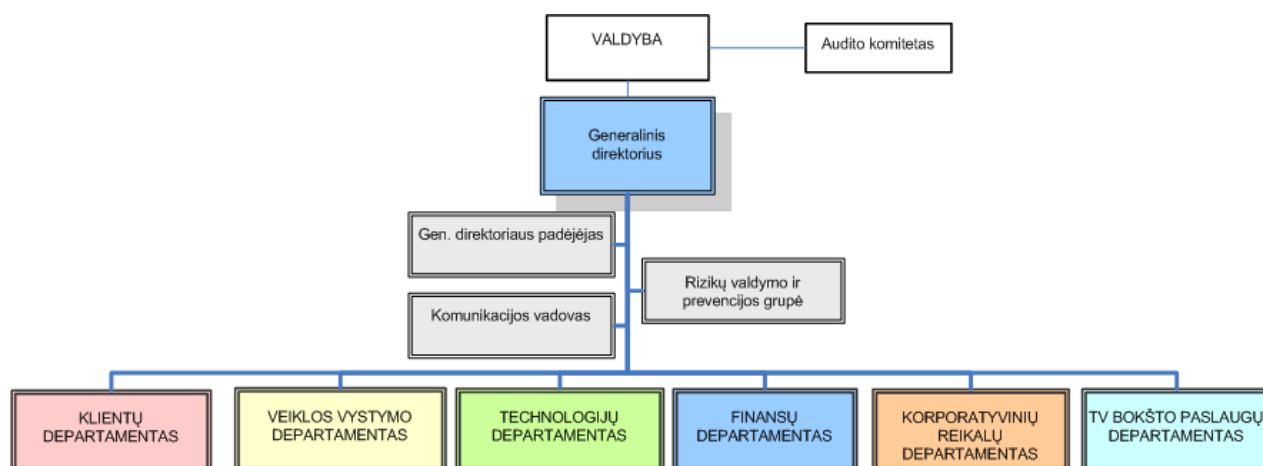 VALDYBA
Audito komitetas
Generalinis
direktorius
Gen. direktoriaus padėjėjas
Rizikų valdymo ir
prevencijos grupė
Komunikacijos vadovas
KLIENTŲ
DEPARTAMENTAS
VEIKLOS VYSTYMO
DEPARTAMENTAS
TECHNOLOGIJŲ
DEPARTAMENTAS
FINANSŲ
DEPARTAMENTAS
KORPORATYVINIŲ
REIKALŲ
DEPARTAMENTAS
TV BOKŠTO PASLAUGŲ
DEPARTAMENTAS